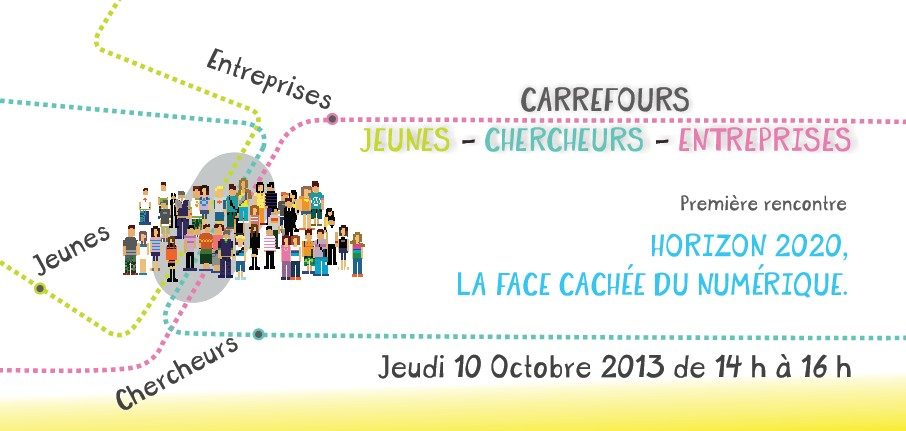 Entreprises
CARREFOURS
JEUNES - CHERCHEURS - ENTREPRISES
Première rencontre
Jeunes
HORIZON 2020,
LA FACE CACHÉE DU NUMÉRIQUE.
Chercheurs
Jeudi 10 Octobre 2013 de 14 h à 16 h